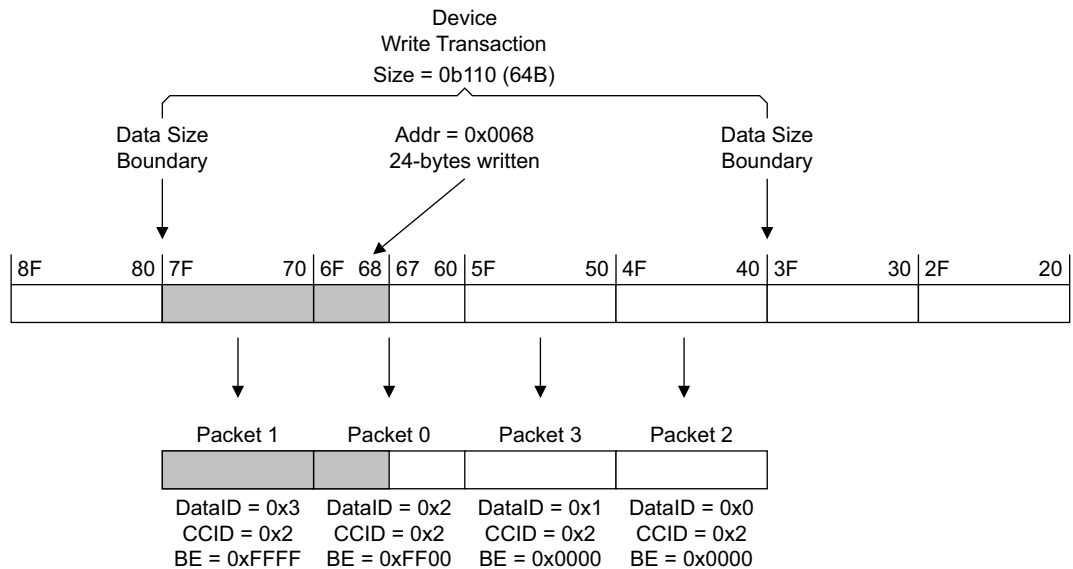 Device
Write Transaction
Size = 0b110 (64B)
Data Size
Boundary
Addr = 0x0068
24-bytes written
Data Size
Boundary
8F 80 7F 70 6F 68 67 60 5F 50 4F 40 3F 30 2F 20
Packet 1 Packet 0 Packet 3 Packet 2
DataID = 0x3 DataID = 0x2 DataID = 0x1 DataID = 0x0
CCID = 0x2 CCID = 0x2 CCID = 0x2 CCID = 0x2
BE = 0xFFFF BE = 0xFF00 BE = 0x0000 BE = 0x0000